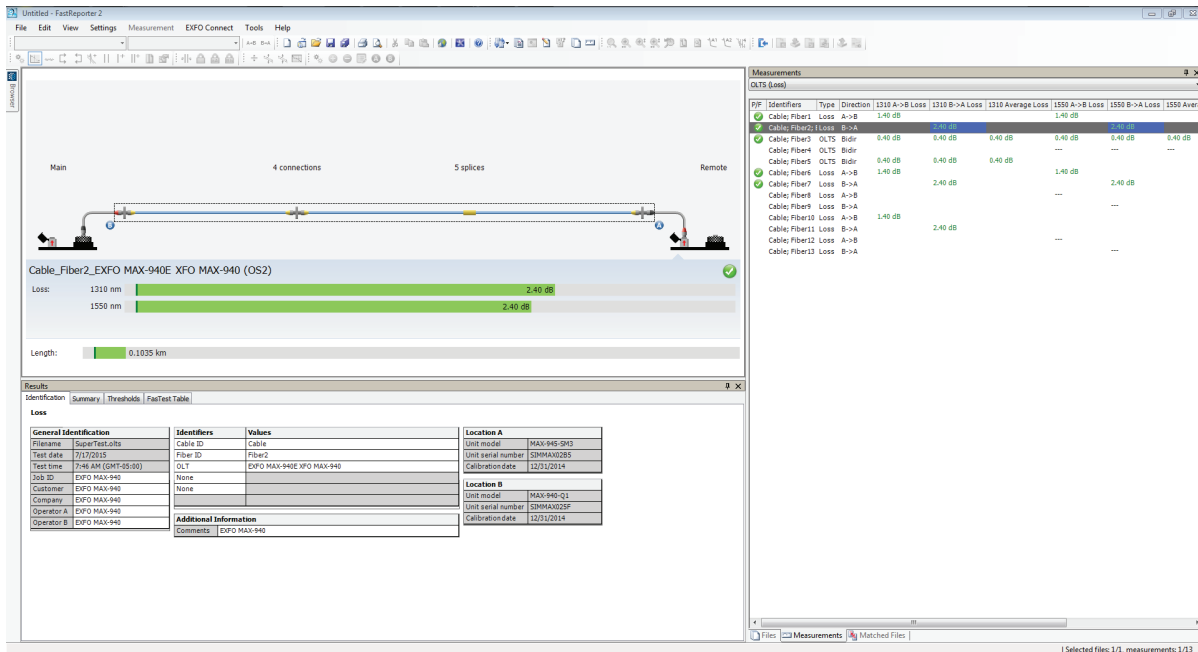 Untitled - FastReporter 2
File Edit View Settings Measurement EXFO Connect Tools Help
A→B B→A
Browser
Main 4 connections 5 splices Remote
B A
Cable_Fiber2_EXFO MAX-940E XFO MAX-940 (OS2)
Loss: 1310 nm 2.40 dB
1550 nm 2.40 dB
Length: 0.1035 km
Results
Identification Summary Thresholds FasTest Table
Loss
General Identification
Filename SuperTest.olts
Test date 7/17/2015
Test time 7:46 AM (GMT-05:00)
Job ID EXFO MAX-940
Customer EXFO MAX-940
Company EXFO MAX-940
Operator A EXFO MAX-940
Operator B EXFO MAX-940
Identifiers Values
Cable ID Cable
Fiber ID Fiber2
OLT EXFO MAX-940E XFO MAX-940
None
None
Additional Information
Comments EXFO MAX-940
Location A
Unit model MAX-945-SM3
Unit serial number SIMMAX02B5
Calibration date 12/31/2014
Location B
Unit model MAX-940-Q1
Unit serial number SIMMAX025F
Calibration date 12/31/2014
Measurements
OLTS (Loss)
P/F Identifiers Type Direction 1310 A->B Loss 1310 B->A Loss 1310 Average Loss 1550 A->B Loss 1550 B->A Loss 1550 Aver
Cable; Fiber1 Loss A->B 1.40 dB 1.40 dB
Cable; Fiber2; I Loss B->A 2.40 dB 2.40 dB
Cable; Fiber3 OLTS Bidir 0.40 dB 0.40 dB 0.40 dB 0.40 dB 0.40 dB 0.40 dB
Cable; Fiber4 OLTS Bidir --- --- ---
Cable; Fiber5 OLTS Bidir 0.40 dB 0.40 dB 0.40 dB
Cable; Fiber6 Loss A->B 1.40 dB 1.40 dB
Cable; Fiber7 Loss B->A 2.40 dB 2.40 dB
Cable; Fiber8 Loss A->B ---
Cable; Fiber9 Loss B->A ---
Cable; Fiber10 Loss A->B 1.40 dB
Cable; Fiber11 Loss B->A 2.40 dB
Cable; Fiber12 Loss A->B ---
Cable; Fiber13 Loss B->A ---
Files Measurements Matched Files
Selected files: 1/1, measurements: 1/13